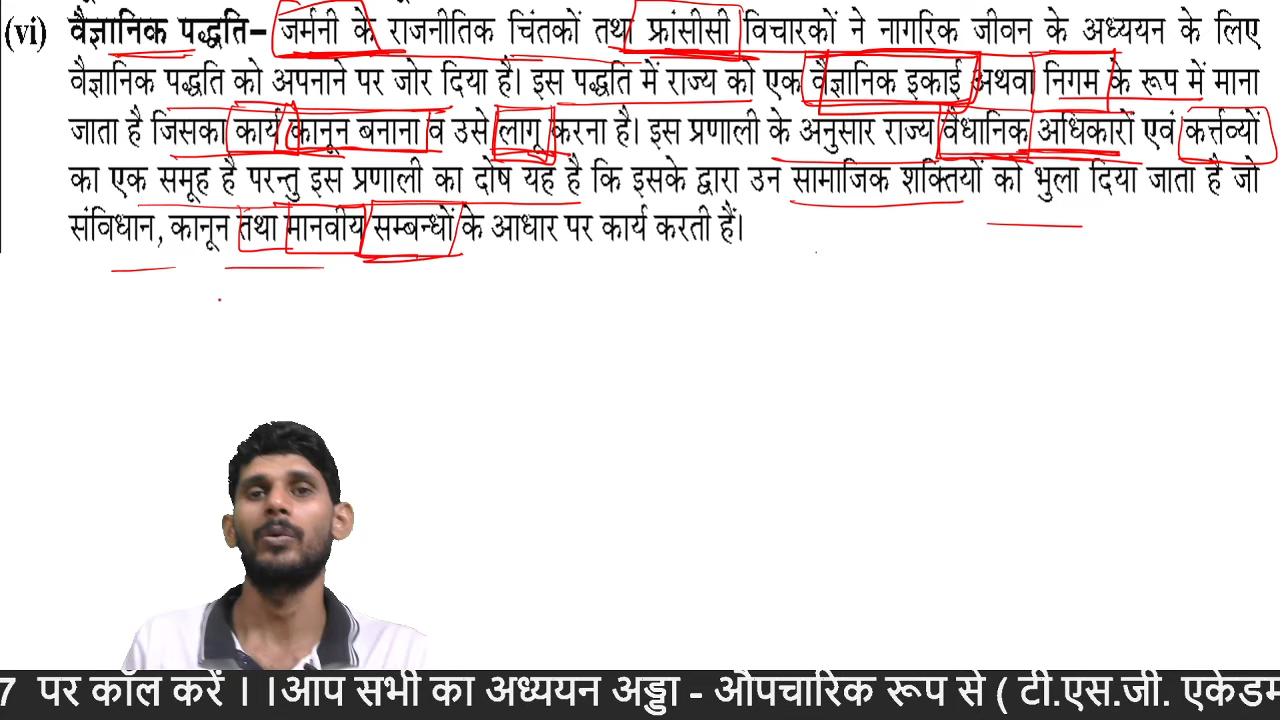 (vi) वैज्ञानिक पद्धति– जर्मनी के राजनीतिक चिंतकों तथा फ्रांसीसी विचारकों ने नागरिक जीवन के अध्ययन के लिए
वैज्ञानिक पद्धति को अपनाने पर जोर दिया है। इस पद्धति में राज्य को एक वैज्ञानिक इकाई अथवा निगम के रूप में माना
जाता है जिसका कार्य कानून बनाना व उसे लागू करना है। इस प्रणाली के अनुसार राज्य वैधानिक अधिकारों एवं कर्त्तव्यों
का एक समूह है परन्तु इस प्रणाली का दोष यह है कि इसके द्वारा उन सामाजिक शक्तियों को भुला दिया जाता है जो
संविधान, कानून तथा मानवीय सम्बन्धों के आधार पर कार्य करती हैं।
7 पर कॉल करें । ।आप सभी का अध्ययन अड्डा - औपचारिक रूप से ( टी.एस.जी. एकेडम